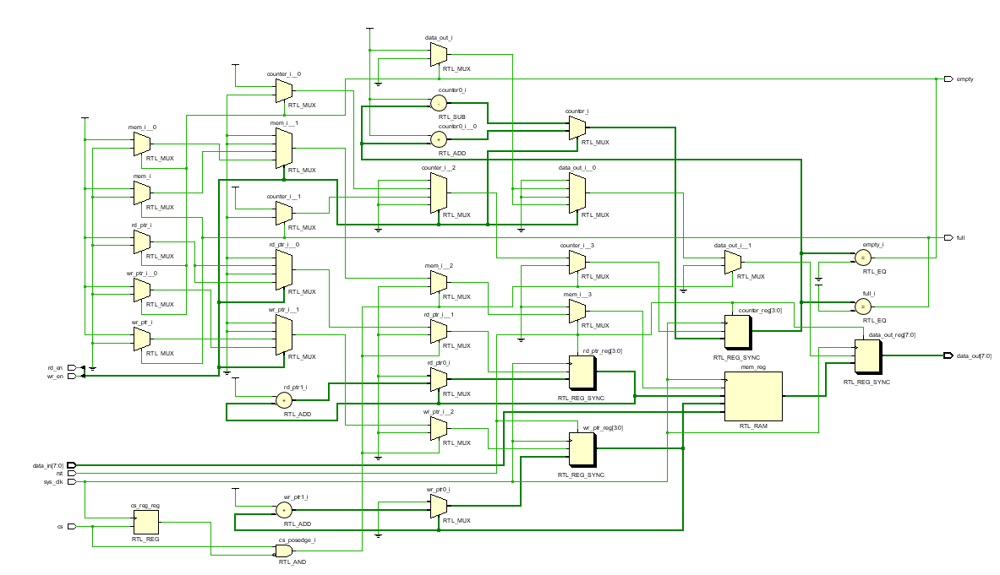 data_out_i
RTL_MUX
empty
counter_i__0
RTL_MUX
counter0_i
-
RTL_SUB
counter_i
RTL_MUX
mem_i__0
RTL_MUX
mem_i__1
RTL_MUX
counter0_i__0
+
RTL_ADD
mem_i
RTL_MUX
counter_i__2
RTL_MUX
data_out_i__0
RTL_MUX
counter_i__1
RTL_MUX
rd_ptr_i
RTL_MUX
full
rd_ptr_i__0
RTL_MUX
counter_i__3
RTL_MUX
data_out_i__1
RTL_MUX
empty_i
=
RTL_EQ
wr_ptr_i__0
RTL_MUX
mem_i__2
RTL_MUX
mem_i__3
RTL_MUX
full_i
=
RTL_EQ
wr_ptr_i
RTL_MUX
wr_ptr_i__1
RTL_MUX
rd_ptr_i__1
RTL_MUX
counter_reg[3:0]
RTL_REG_SYNC
data_out_reg[7:0]
RTL_REG_SYNC
data_out[7:0]
rd_en
wr_en
rd_ptr0_i
RTL_MUX
rd_ptr_reg[3:0]
RTL_REG_SYNC
mem_reg
RTL_RAM
rd_ptr1_i
+
RTL_ADD
wr_ptr_i__2
RTL_MUX
wr_ptr_reg[3:0]
RTL_REG_SYNC
data_in[7:0]
rst
sys_clk
wr_ptr1_i
+
RTL_ADD
wr_ptr0_i
RTL_MUX
cs_reg_reg
RTL_REG
cs
cs_posedge_i
RTL_AND